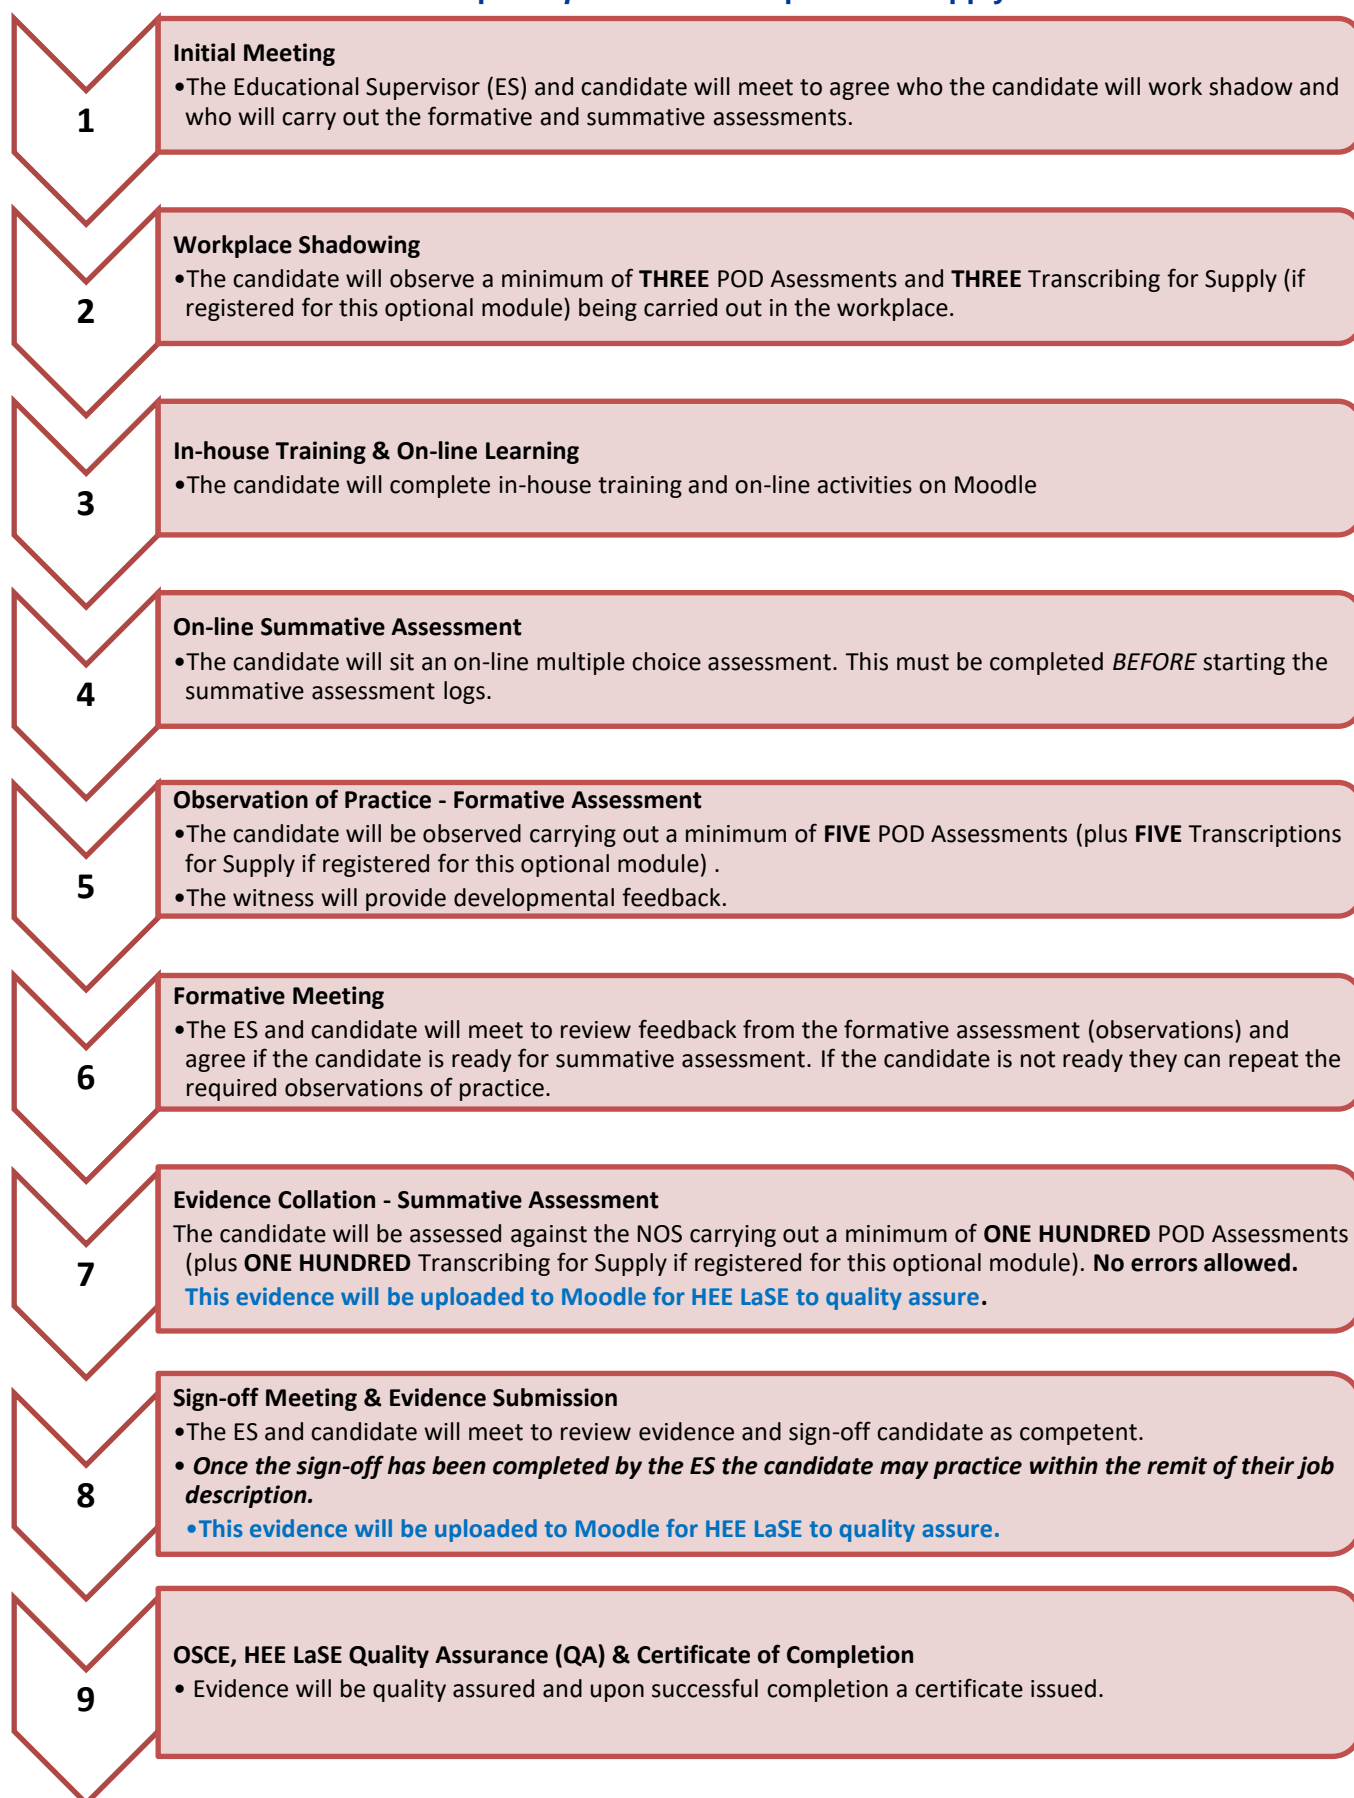 1
Initial Meeting
•The Educational Supervisor (ES) and candidate will meet to agree who the candidate will work shadow and
who will carry out the formative and summative assessments.
2
Workplace Shadowing
•The candidate will observe a minimum of THREE POD Asessments and THREE Transcribing for Supply (if
registered for this optional module) being carried out in the workplace.
3
In-house Training & On-line Learning
•The candidate will complete in-house training and on-line activities on Moodle
4
On-line Summative Assessment
•The candidate will sit an on-line multiple choice assessment. This must be completed BEFORE starting the
summative assessment logs.
5
Observation of Practice - Formative Assessment
•The candidate will be observed carrying out a minimum of FIVE POD Assessments (plus FIVE Transcriptions
for Supply if registered for this optional module) .
•The witness will provide developmental feedback.
6
Formative Meeting
•The ES and candidate will meet to review feedback from the formative assessment (observations) and
agree if the candidate is ready for summative assessment. If the candidate is not ready they can repeat the
required observations of practice.
7
Evidence Collation - Summative Assessment
The candidate will be assessed against the NOS carrying out a minimum of ONE HUNDRED POD Assessments
(plus ONE HUNDRED Transcribing for Supply if registered for this optional module). No errors allowed.
This evidence will be uploaded to Moodle for HEE LaSE to quality assure.
8
Sign-off Meeting & Evidence Submission
•The ES and candidate will meet to review evidence and sign-off candidate as competent.
• Once the sign-off has been completed by the ES the candidate may practice within the remit of their job
description.
•This evidence will be uploaded to Moodle for HEE LaSE to quality assure.
9
OSCE, HEE LaSE Quality Assurance (QA) & Certificate of Completion
• Evidence will be quality assured and upon successful completion a certificate issued.